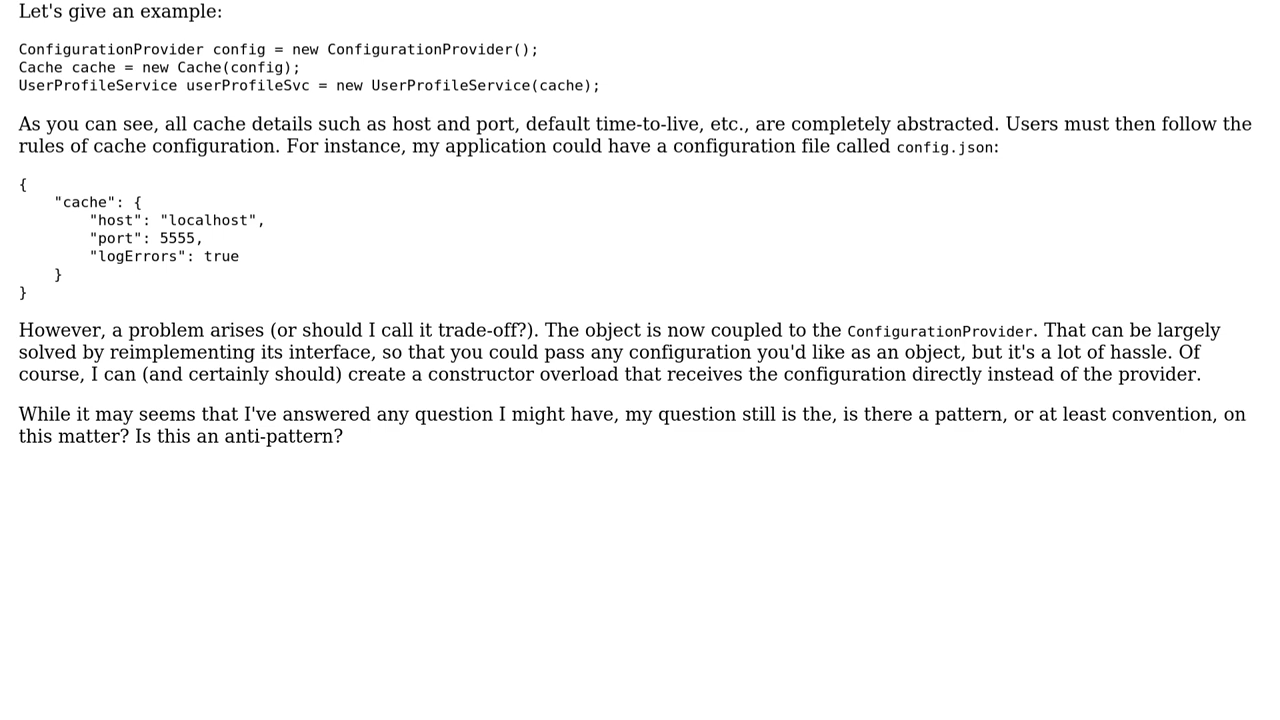 Let's give an example:
ConfigurationProvider config = new ConfigurationProvider();
Cache cache = new Cache(config);
UserProfileService userProfileSvc = new UserProfileService(cache);
As you can see, all cache details such as host and port, default time-to-live, etc., are completely abstracted. Users must then follow the
rules of cache configuration. For instance, my application could have a configuration file called config.json:
{
    "cache": {
        "host": "localhost",
        "port": 5555,
        "logErrors": true
    }
}
However, a problem arises (or should I call it trade-off?). The object is now coupled to the ConfigurationProvider. That can be largely
solved by reimplementing its interface, so that you could pass any configuration you'd like as an object, but it's a lot of hassle. Of
course, I can (and certainly should) create a constructor overload that receives the configuration directly instead of the provider.
While it may seems that I've answered any question I might have, my question still is the, is there a pattern, or at least convention, on
this matter? Is this an anti-pattern?